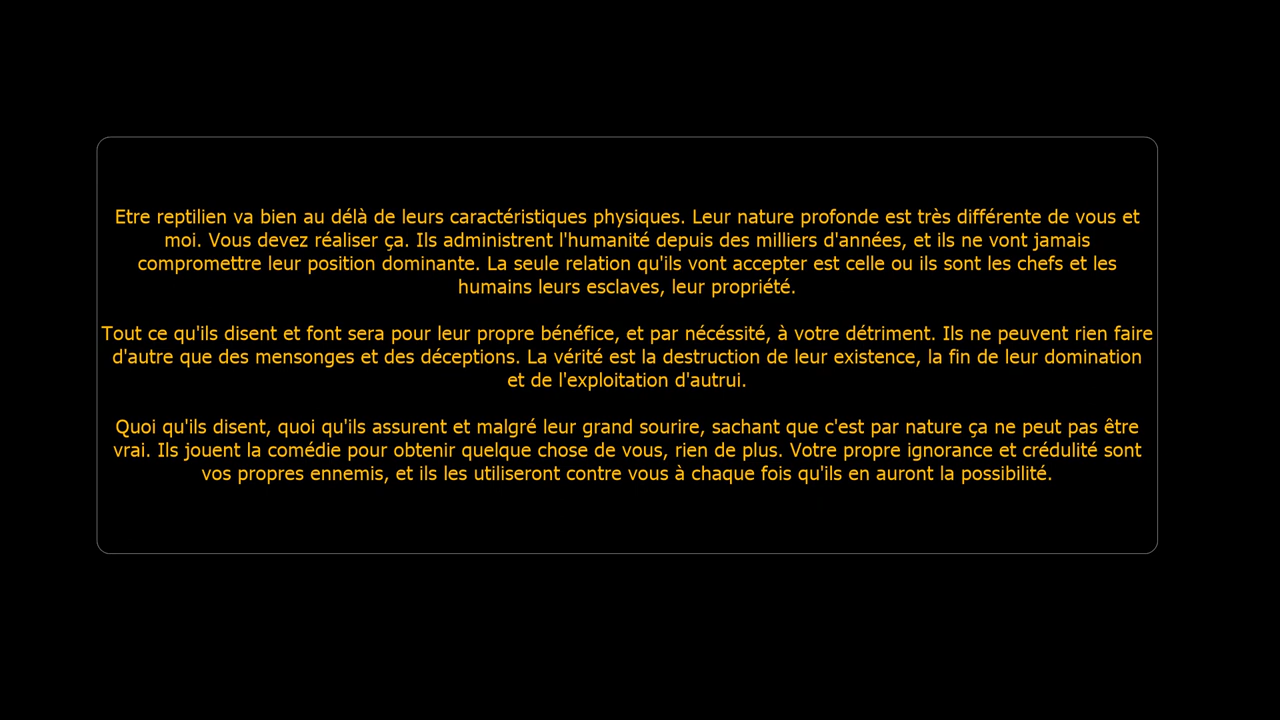 Etre reptilien va bien au délà de leurs caractéristiques physiques. Leur nature profonde est très différente de vous et
moi. Vous devez réaliser ça. Ils administrent l'humanité depuis des milliers d'années, et ils ne vont jamais
compromettre leur position dominante. La seule relation qu'ils vont accepter est celle ou ils sont les chefs et les
humains leurs esclaves, leur propriété.
Tout ce qu'ils disent et font sera pour leur propre bénéfice, et par nécéssité, à votre détriment. Ils ne peuvent rien faire
d'autre que des mensonges et des déceptions. La vérité est la destruction de leur existence, la fin de leur domination
et de l'exploitation d'autrui.
Quoi qu'ils disent, quoi qu'ils assurent et malgré leur grand sourire, sachant que c'est par nature ça ne peut pas être
vrai. Ils jouent la comédie pour obtenir quelque chose de vous, rien de plus. Votre propre ignorance et crédulité sont
vos propres ennemis, et ils les utiliseront contre vous à chaque fois qu'ils en auront la possibilité.